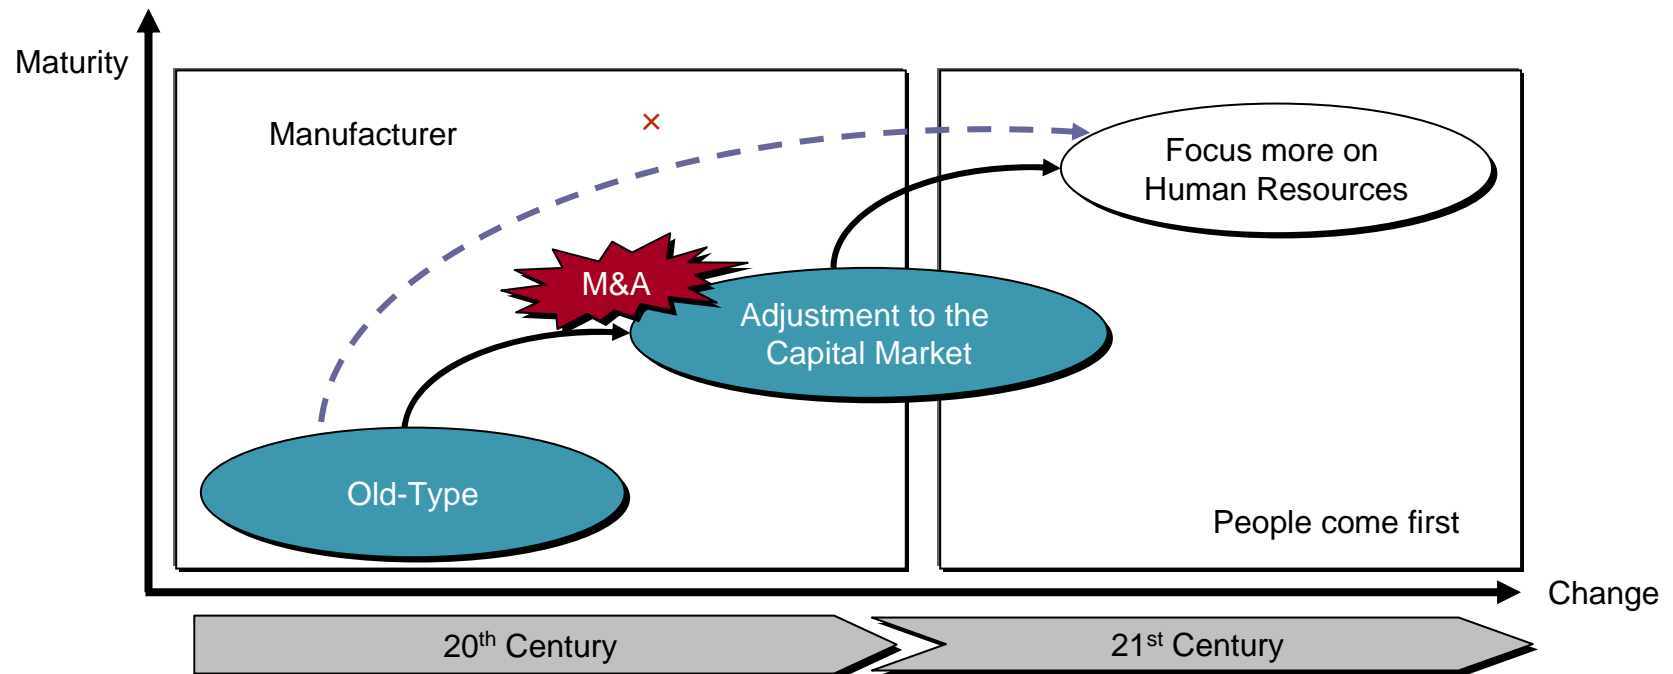 Maturity
Manufacturer
×
Focus more on
Human Resources
M&A
Adjustment to the
Capital Market
Old-Type
People come first
Change
20th Century
21st Century